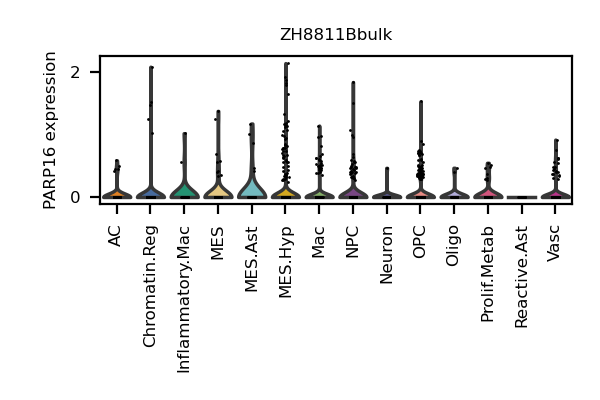 ZH8811Bbulk
PARP16 expression
2
0
AC
Chromatin.Reg
Inflammatory.Mac
MES
MES.Ast
MES.Hyp
Mac
NPC
Neuron
OPC
Oligo
Prolif.Metab
Reactive.Ast
Vasc